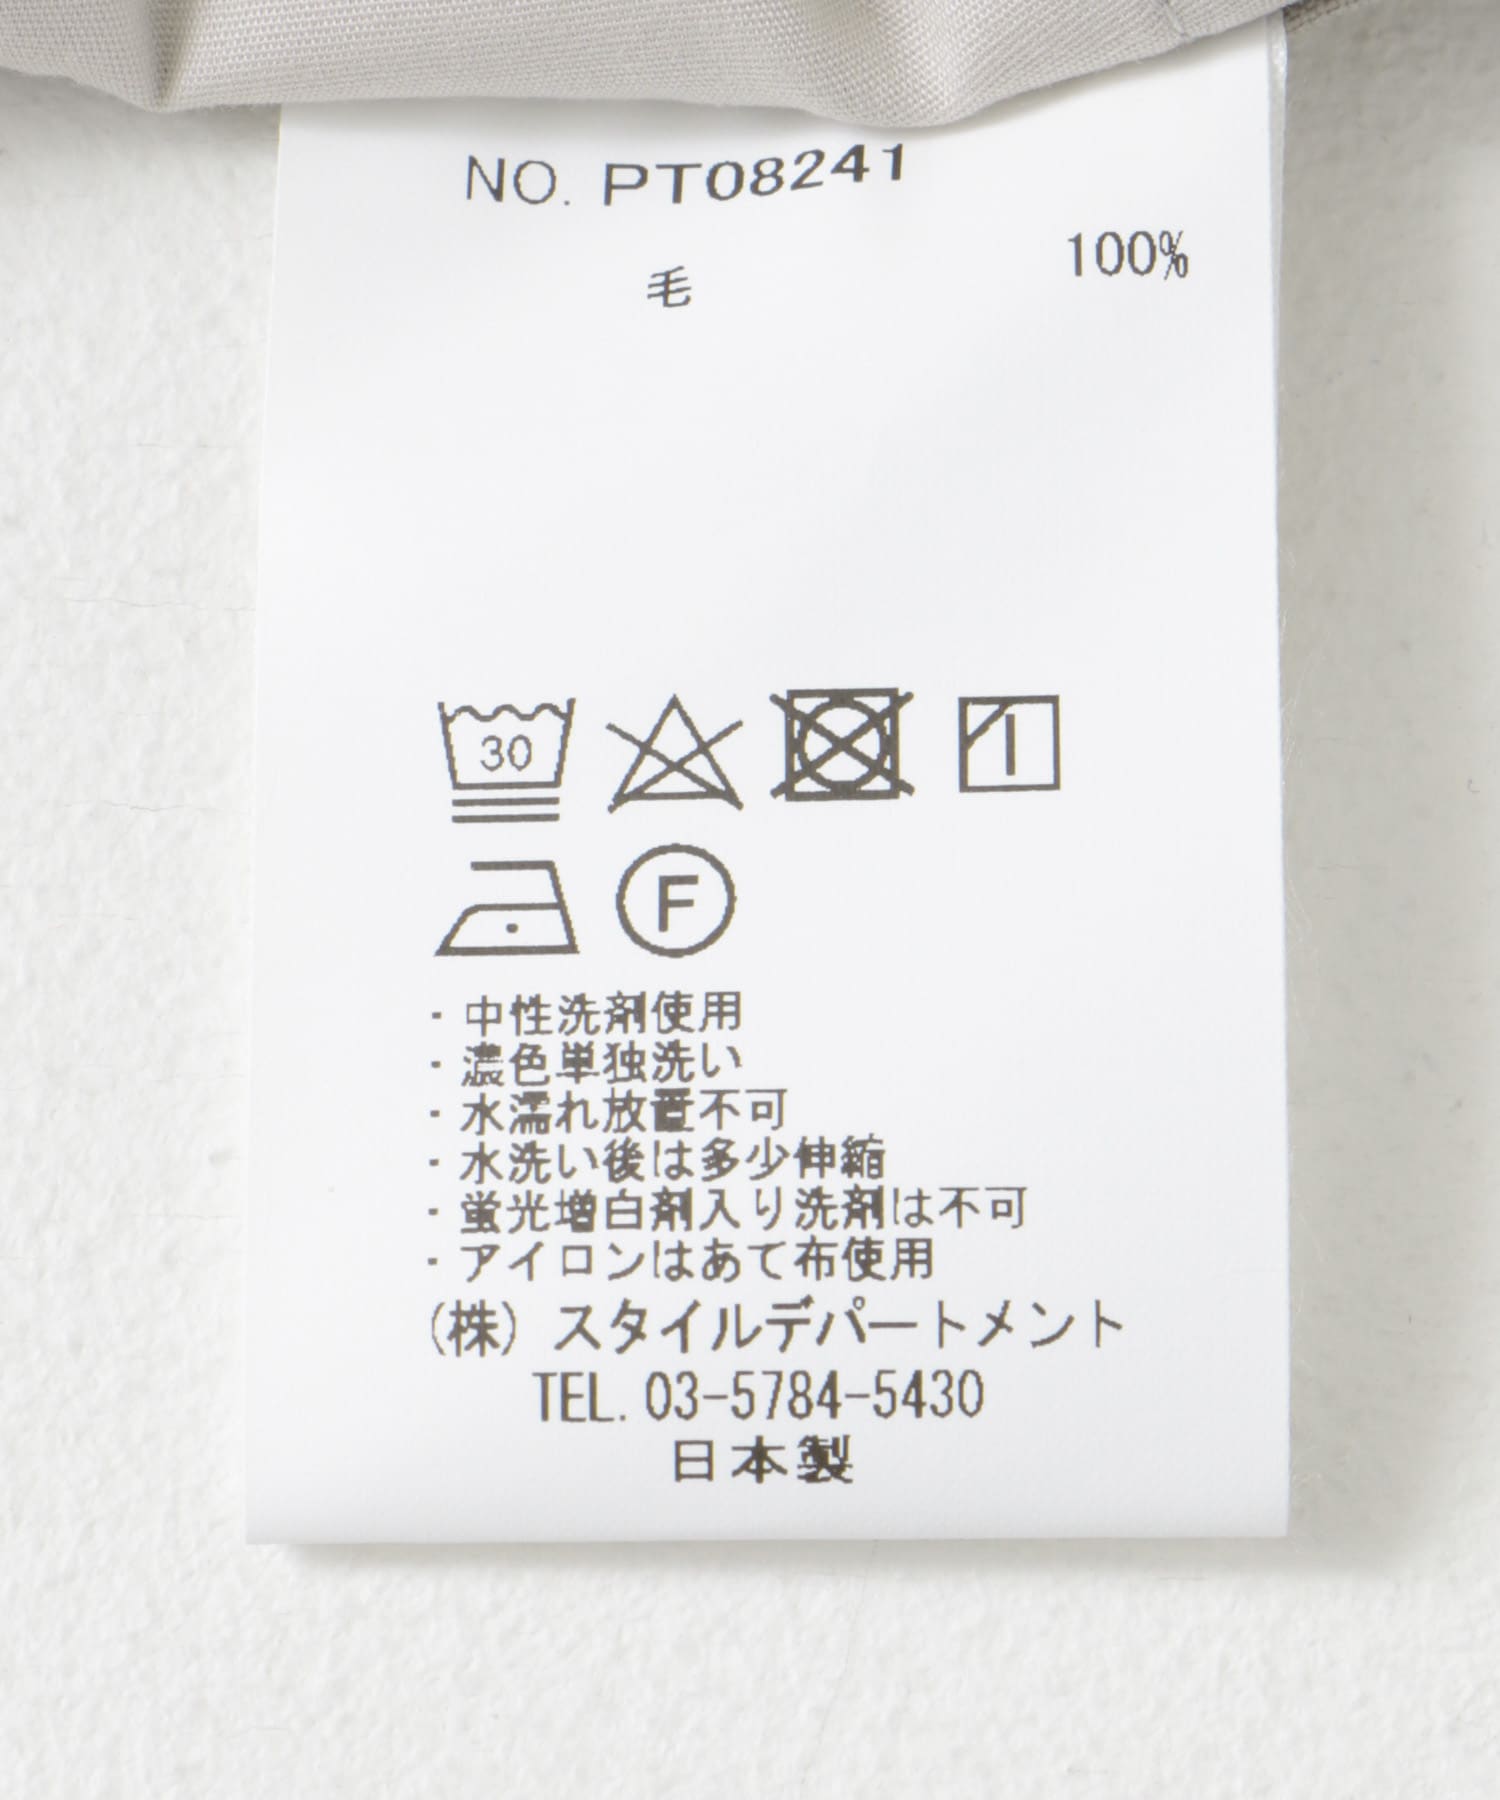 NO. PT08241
毛 100%
30
F
・中性洗剤使用
・濃色単独洗い
・水濡れ放置不可
・水洗い後は多少伸縮
・蛍光増白剤入り洗剤は不可
・アイロンはあて布使用
(株) スタイルデパートメント
TEL. 03-5784-5430
日本製